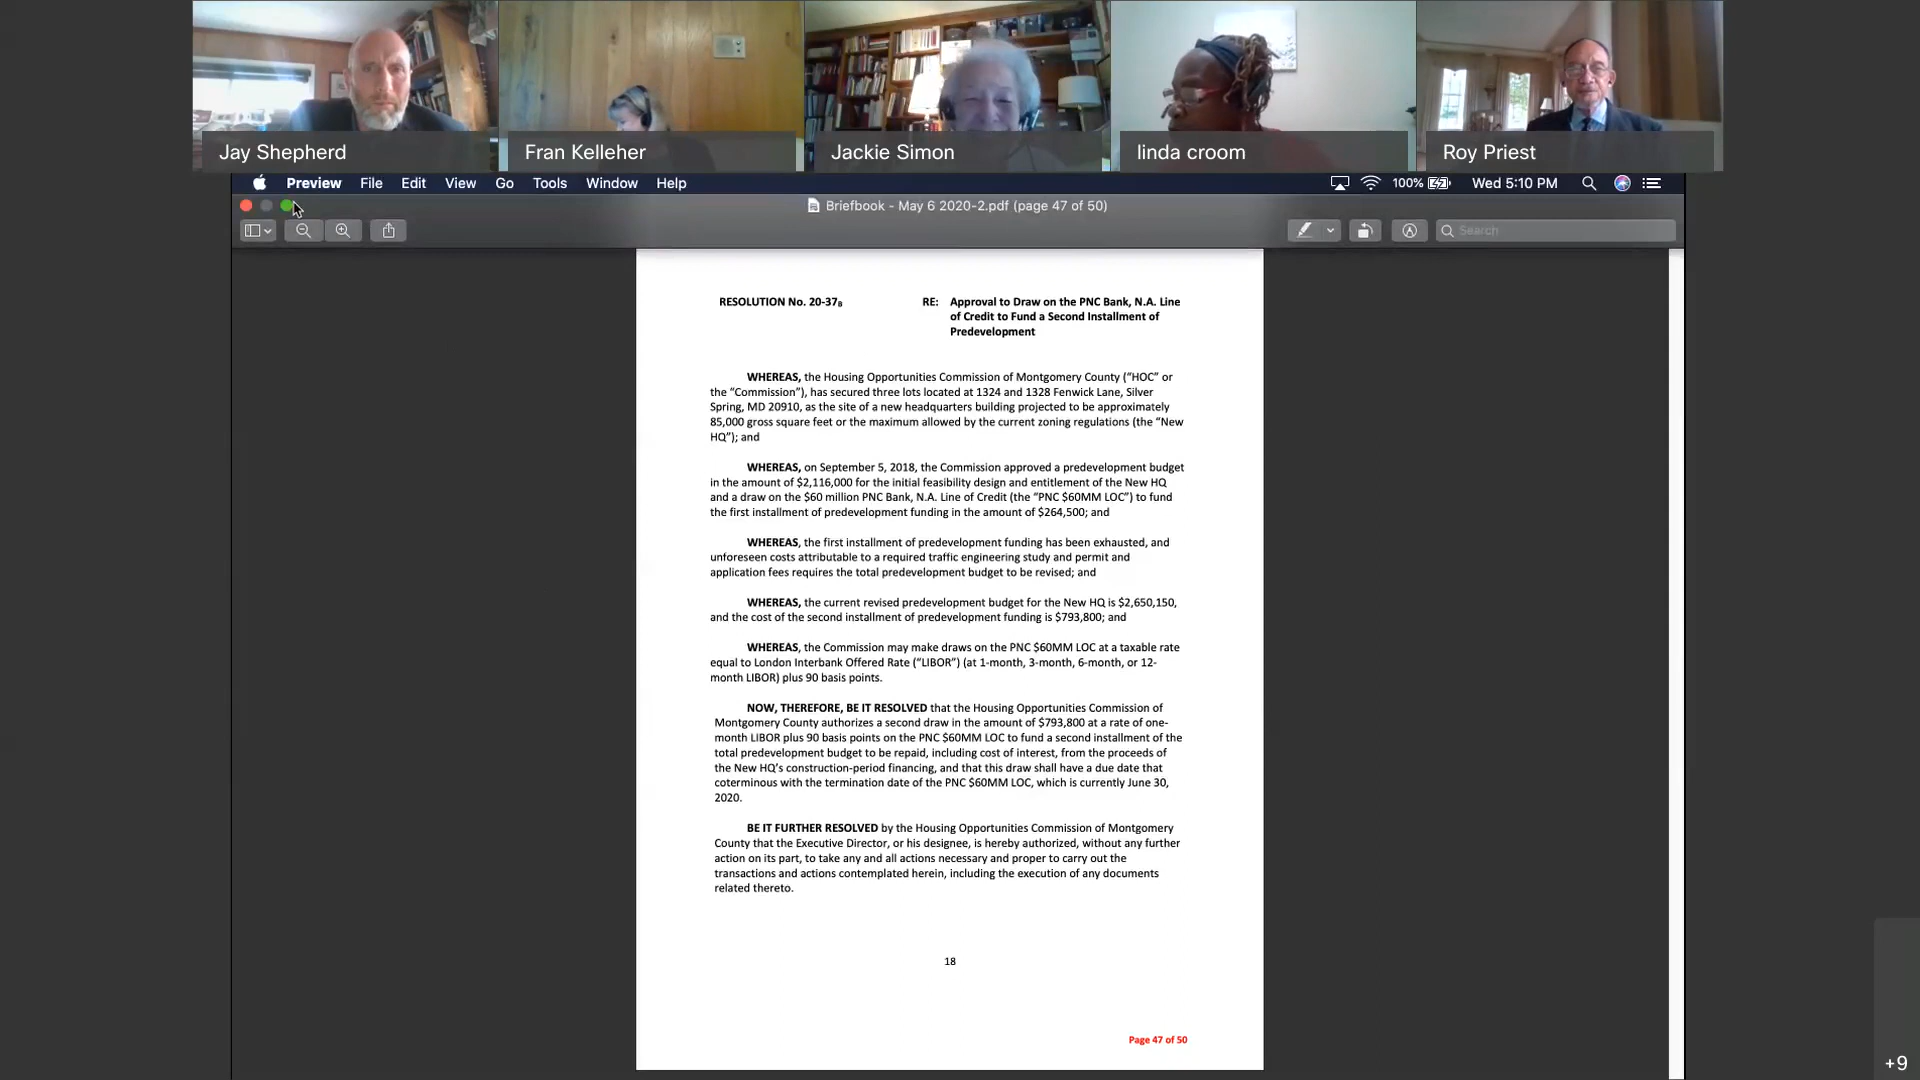 Jay Shepherd
Fran Kelleher
Jackie Simon
linda croom
Roy Priest
Preview File Edit View Go Tools Window Help
100% Wed 5:10 PM
Briefbook - May 6 2020-2.pdf (page 47 of 50)
Search
RESOLUTION No. 20-37B
RE: Approval to Draw on the PNC Bank, N.A. Line
of Credit to Fund a Second Installment of
Predevelopment
WHEREAS, the Housing Opportunities Commission of Montgomery County (“HOC” or
the “Commission”), has secured three lots located at 1324 and 1328 Fenwick Lane, Silver
Spring, MD 20910, as the site of a new headquarters building projected to be approximately
85,000 gross square feet or the maximum allowed by the current zoning regulations (the “New
HQ”); and
WHEREAS, on September 5, 2018, the Commission approved a predevelopment budget
in the amount of $2,116,000 for the initial feasibility design and entitlement of the New HQ
and a draw on the $60 million PNC Bank, N.A. Line of Credit (the “PNC $60MM LOC”) to fund
the first installment of predevelopment funding in the amount of $264,500; and
WHEREAS, the first installment of predevelopment funding has been exhausted, and
unforeseen costs attributable to a required traffic engineering study and permit and
application fees requires the total predevelopment budget to be revised; and
WHEREAS, the current revised predevelopment budget for the New HQ is $2,650,150,
and the cost of the second installment of predevelopment funding is $793,800; and
WHEREAS, the Commission may make draws on the PNC $60MM LOC at a taxable rate
equal to London Interbank Offered Rate (“LIBOR”) (at 1-month, 3-month, 6-month, or 12-
month LIBOR) plus 90 basis points.
NOW, THEREFORE, BE IT RESOLVED that the Housing Opportunities Commission of
Montgomery County authorizes a second draw in the amount of $793,800 at a rate of one-
month LIBOR plus 90 basis points on the PNC $60MM LOC to fund a second installment of the
total predevelopment budget to be repaid, including cost of interest, from the proceeds of
the New HQ’s construction-period financing, and that this draw shall have a due date that
coterminous with the termination date of the PNC $60MM LOC, which is currently June 30,
2020.
BE IT FURTHER RESOLVED by the Housing Opportunities Commission of Montgomery
County that the Executive Director, or his designee, is hereby authorized, without any further
action on its part, to take any and all actions necessary and proper to carry out the
transactions and actions contemplated herein, including the execution of any documents
related thereto.
18
Page 47 of 50
+9